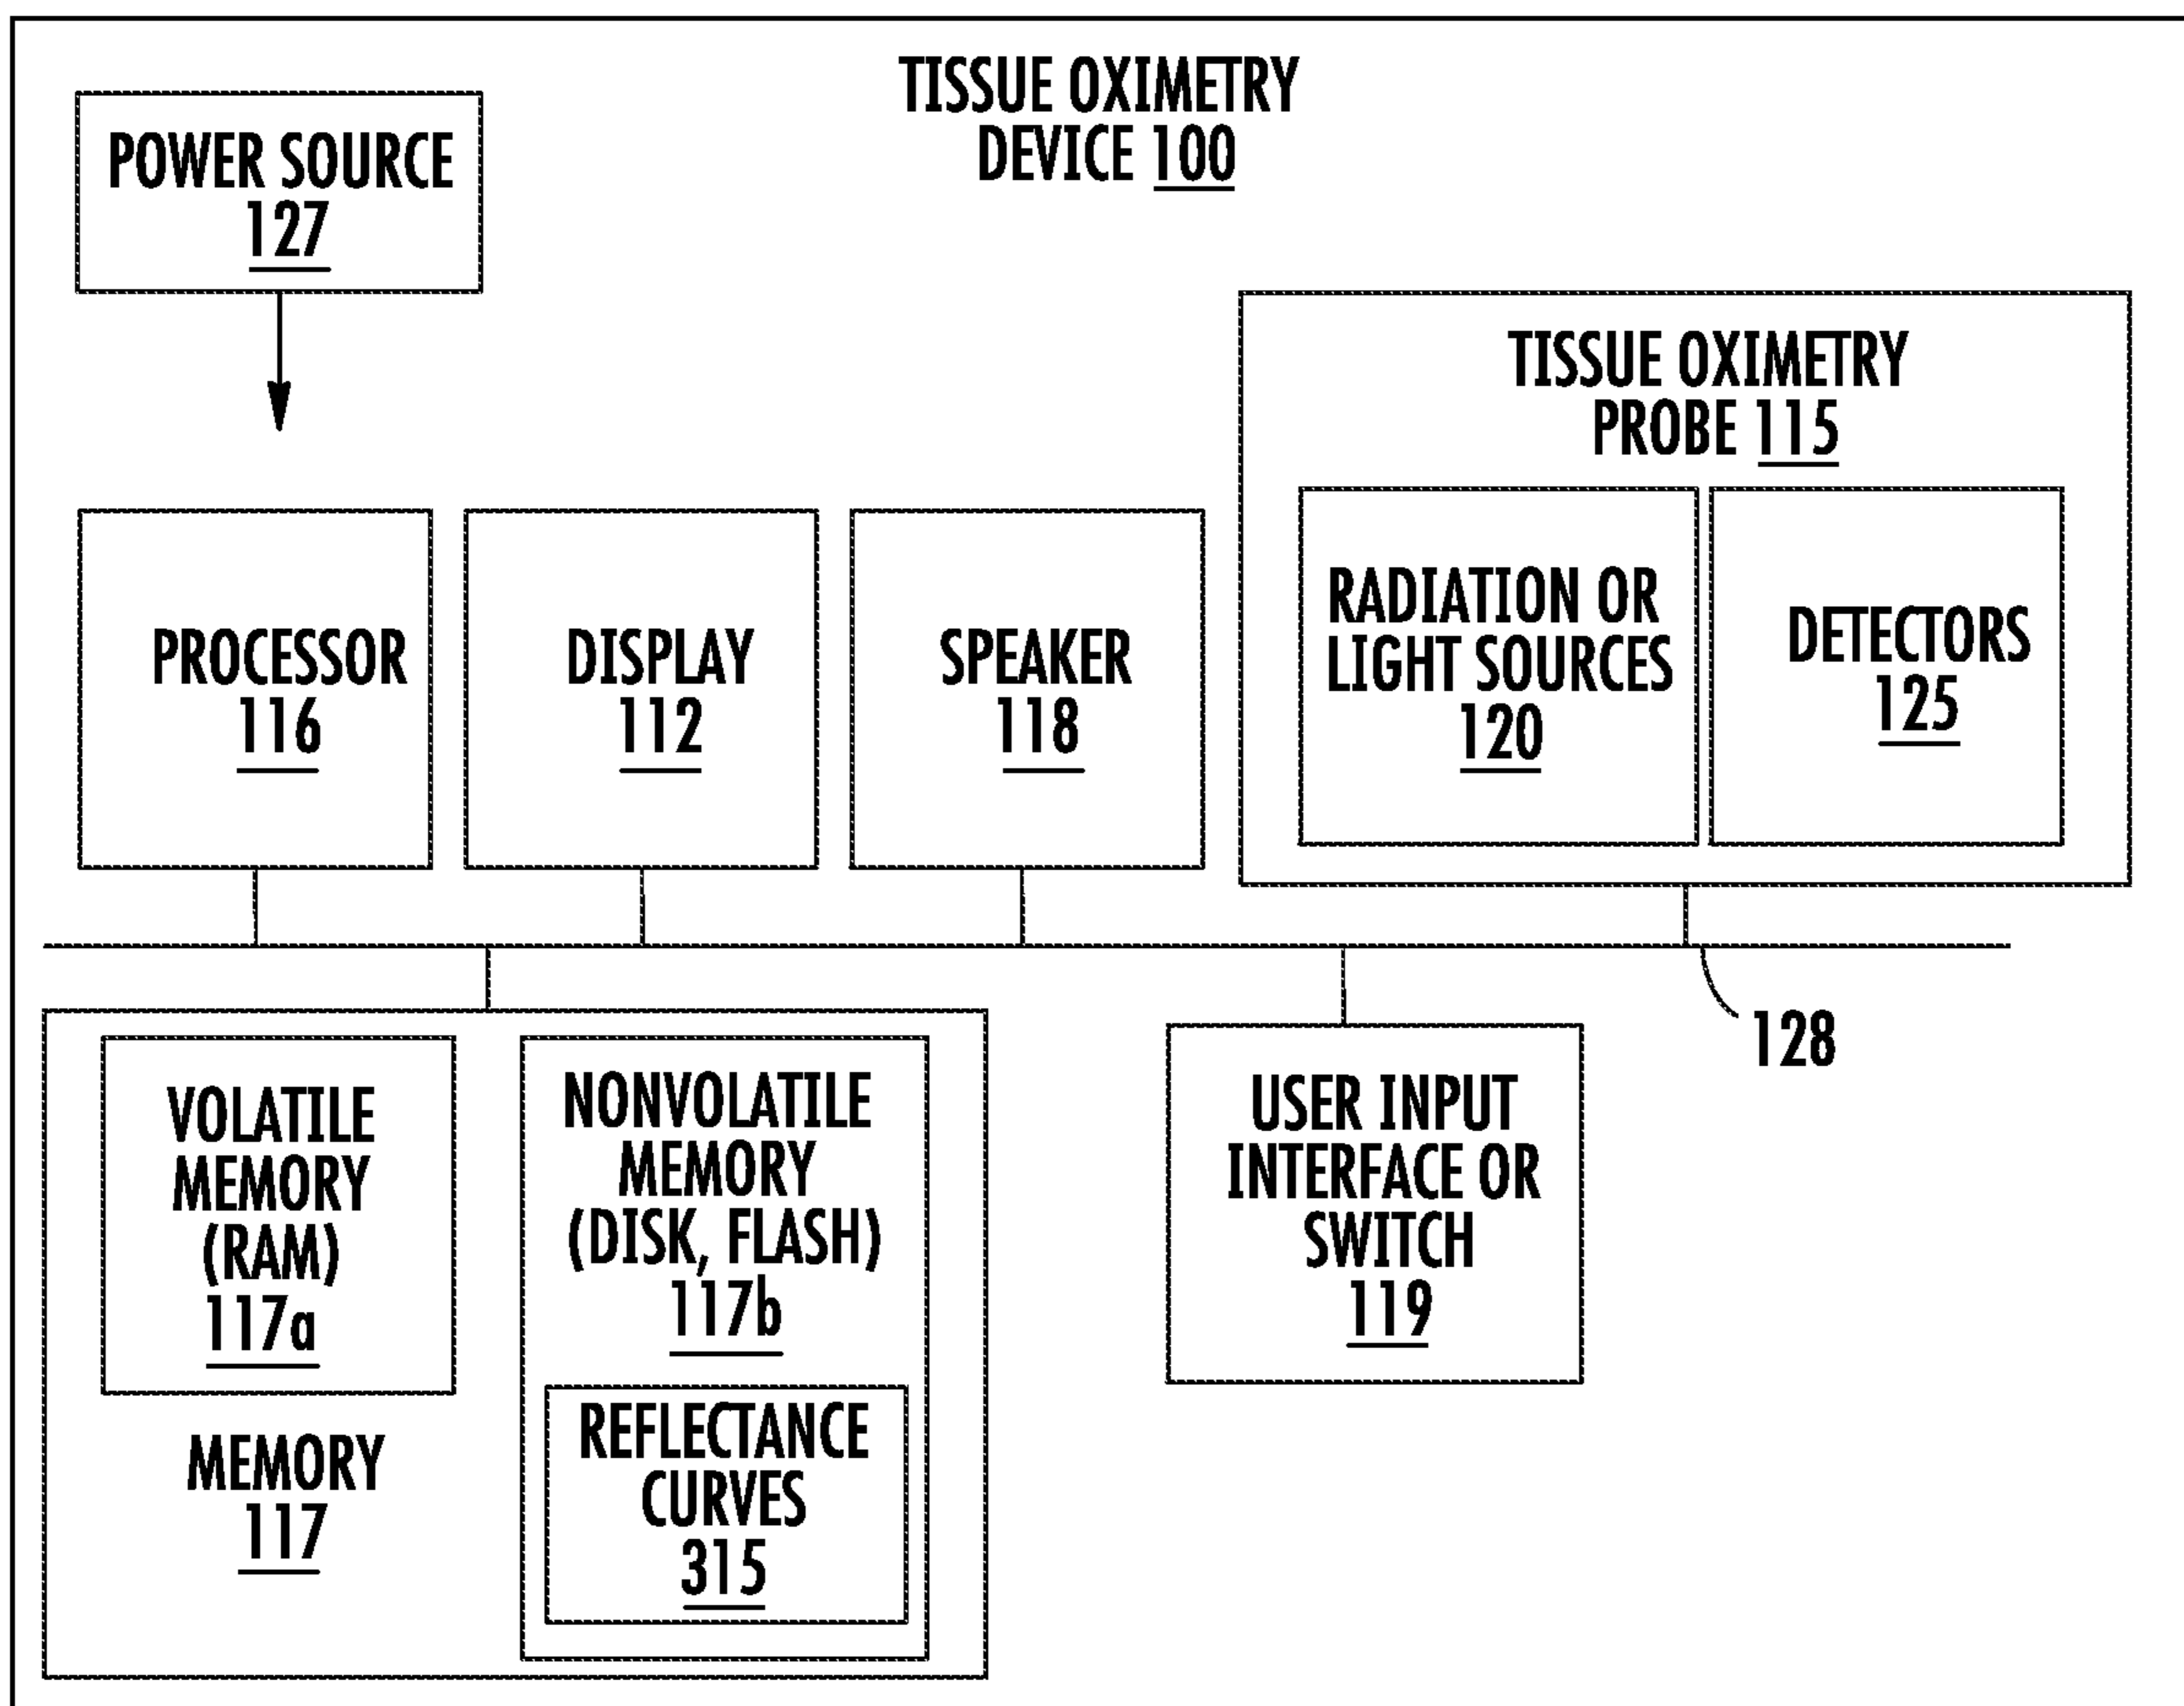 TISSUE OXIMETRY
DEVICE 100
POWER SOURCE
127
TISSUE OXIMETRY
PROBE 115
PROCESSOR
116
DISPLAY
112
SPEAKER
118
RADIATION OR
LIGHT SOURCES
120
DETECTORS
125
128
VOLATILE
MEMORY
(RAM)
117a
MEMORY
117
NONVOLATILE
MEMORY
(DISK, FLASH)
117b
REFLECTANCE
CURVES
315
USER INPUT
INTERFACE OR
SWITCH
119